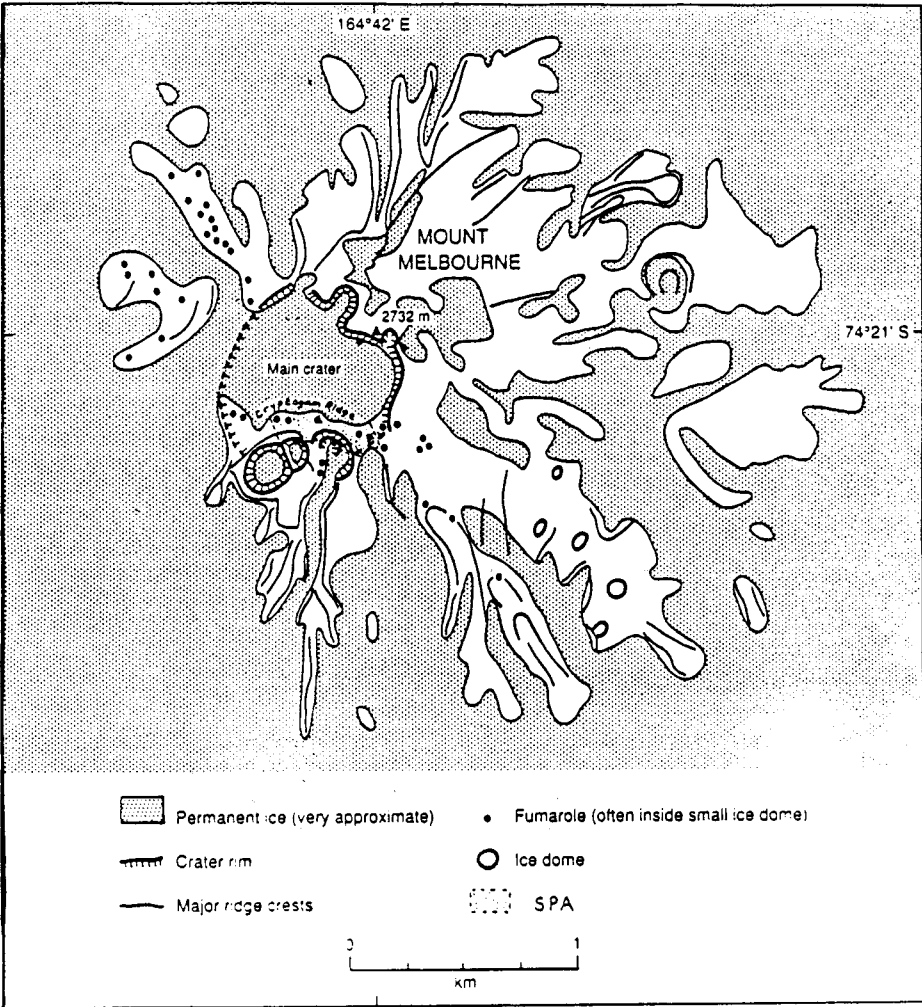 164°42' E
MOUNT
MELBOURNE
2732 m
74°21' S
Main crater
Cryptogam Ridge
Permanent ice (very approximate)
Fumarole (often inside small ice dome)
Crater rim
Ice dome
Major ridge crests
SPA
0 1
km